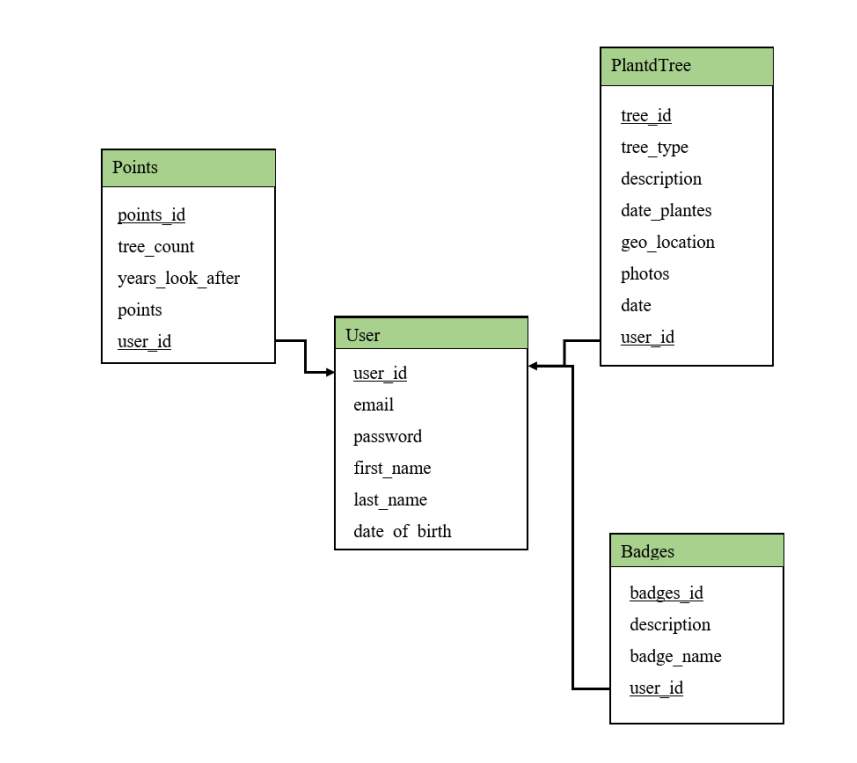 Points
points_id
tree_count
years_look_after
points
user_id
User
user_id
email
password
first_name
last_name
date_of_birth
PlantdTree
tree_id
tree_type
description
date_plantes
geo_location
photos
date
user_id
Badges
badges_id
description
badge_name
user_id